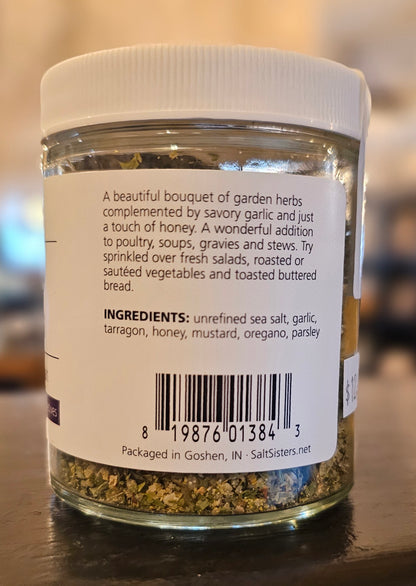 A beautiful bouquet of garden herbs
complemented by savory garlic and just
a touch of honey. A wonderful addition
to poultry, soups, gravies and stews. Try
sprinkled over fresh salads, roasted or
sautéed vegetables and toasted buttered
bread.
INGREDIENTS: unrefined sea salt, garlic,
tarragon, honey, mustard, oregano, parsley
8 19876 01384 3
Packaged in Goshen, IN · SaltSisters.net